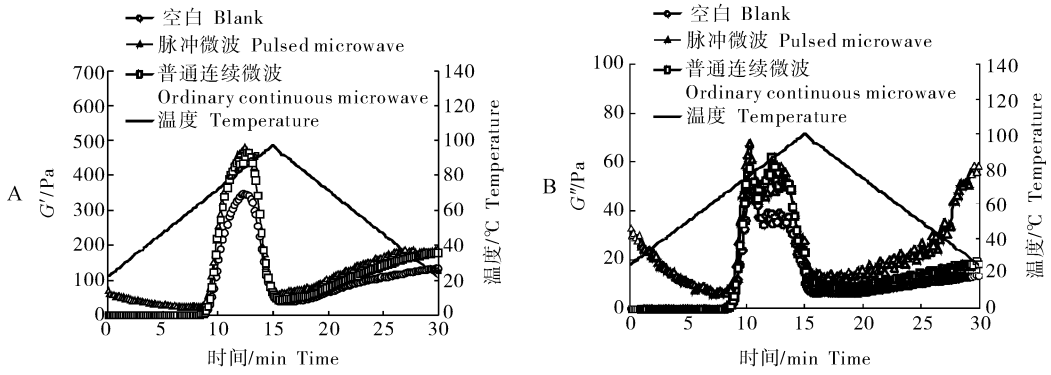 空白 Blank
脉冲微波 Pulsed microwave
普通连续微波
Ordinary continuous microwave
温度 Temperature
A
G′/Pa
700
600
500
400
300
200
100
0
0 5 10 15 20 25 30
时间/min Time
140
120
100
80
60
40
20
0
温度/℃ Temperature
空白 Blank
脉冲微波 Pulsed microwave
普通连续微波
Ordinary continuous microwave
温度 Temperature
B
G″/Pa
100
80
60
40
20
0
0 5 10 15 20 25 30
时间/min Time
140
120
100
80
60
40
20
0
温度/℃ Temperature